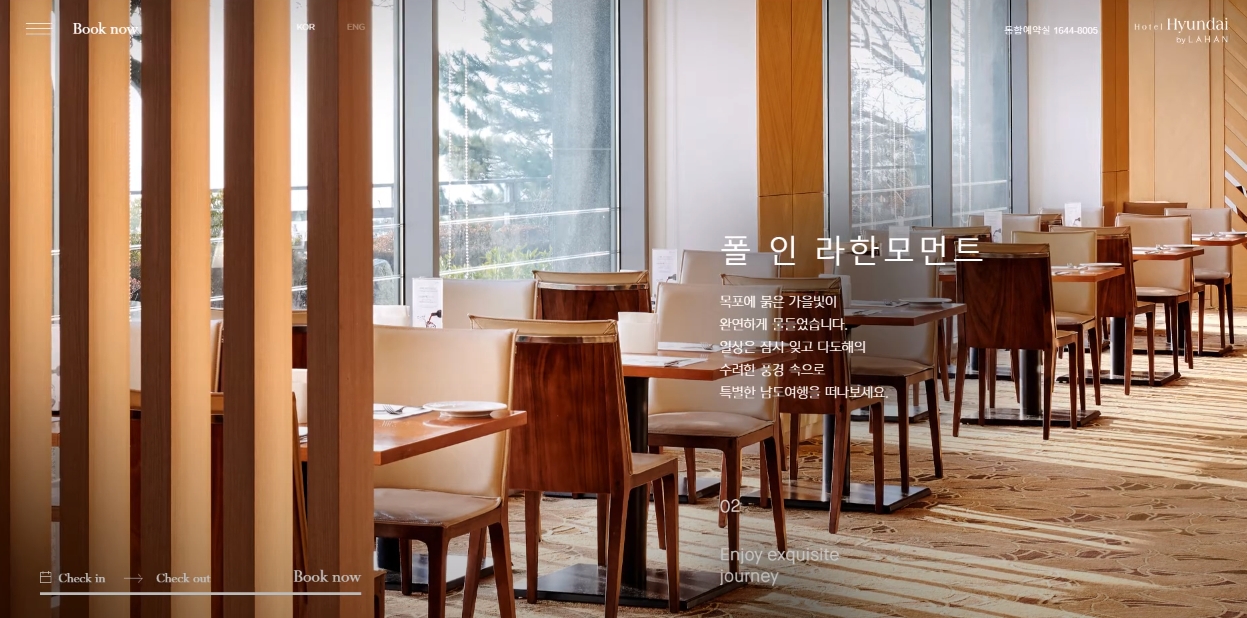 Book now
KOR ENG
통합예약실 1644-8005
Hotel Hyundai
by LAHAN
폴 인 라한모먼트
목포에 붉은 가을빛이
완연하게 물들었습니다.
일상은 잠시 잊고 다도해의
수려한 풍경 속으로
특별한 남도여행을 떠나보세요.
02
Enjoy exquisite
journey
Check in → Check out Book now